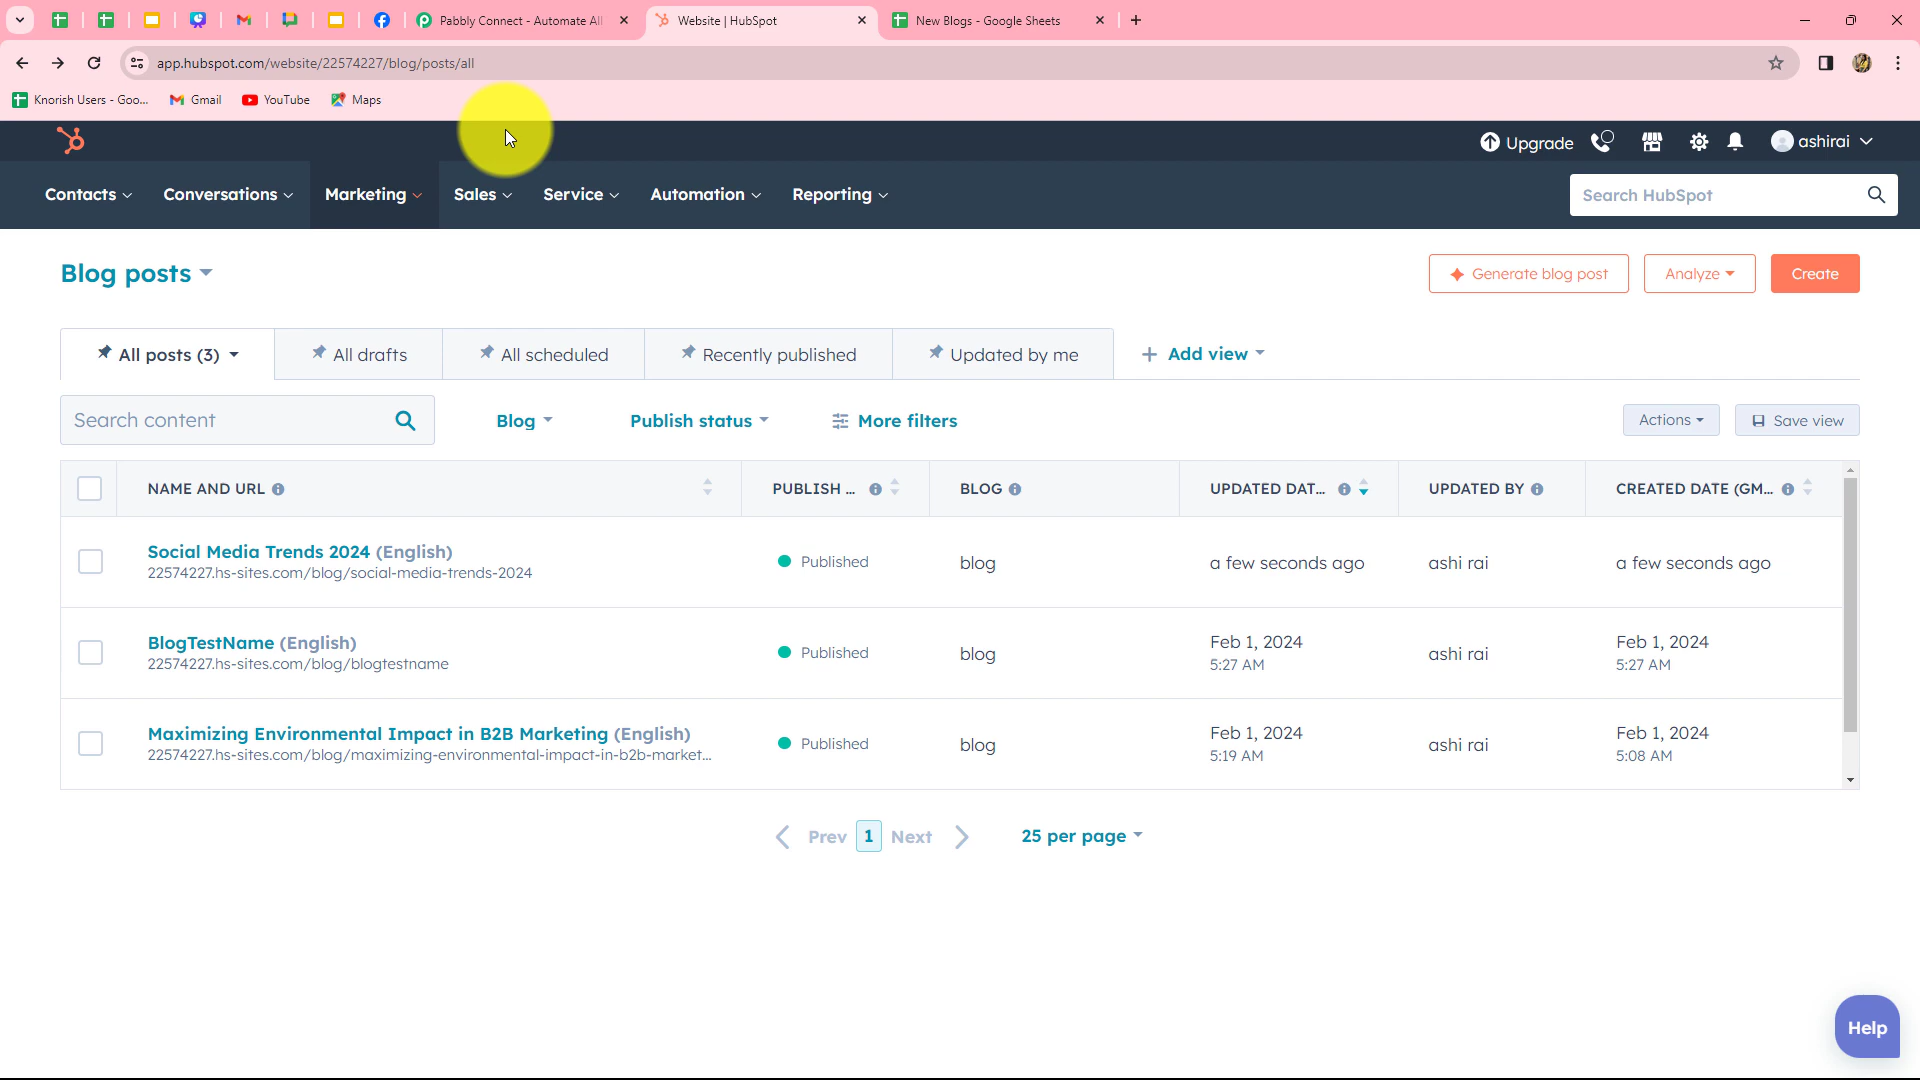 Pabbly Connect - Automate All
Website | HubSpot
New Blogs - Google Sheets
app.hubspot.com/website/22574227/blog/posts/all
Knorish Users - Goo...
Gmail
YouTube
Maps
Upgrade
ashirai
Contacts
Conversations
Marketing
Sales
Service
Automation
Reporting
Search HubSpot
Blog posts
Generate blog post
Analyze
Create
All posts (3)
All drafts
All scheduled
Recently published
Updated by me
+ Add view
Search content
Blog
Publish status
More filters
Actions
Save view
NAME AND URL
PUBLISH ...
BLOG
UPDATED DAT...
UPDATED BY
CREATED DATE (GM...
Social Media Trends 2024 (English)
22574227.hs-sites.com/blog/social-media-trends-2024
Published
blog
a few seconds ago
ashi rai
a few seconds ago
BlogTestName (English)
22574227.hs-sites.com/blog/blogtestname
Published
blog
Feb 1, 2024
5:27 AM
ashi rai
Feb 1, 2024
5:27 AM
Maximizing Environmental Impact in B2B Marketing (English)
22574227.hs-sites.com/blog/maximizing-environmental-impact-in-b2b-market...
Published
blog
Feb 1, 2024
5:19 AM
ashi rai
Feb 1, 2024
5:08 AM
Prev 1 Next
25 per page
Help